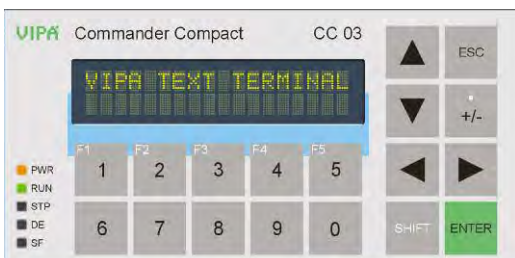 VIPA Commander Compact CC 03
VIPA TEXT TERMINAL
ESC
+/-
F1 F2 F3 F4 F5
1 2 3 4 5
6 7 8 9 0
PWR
RUN
STP
DE
SF
SHIFT ENTER